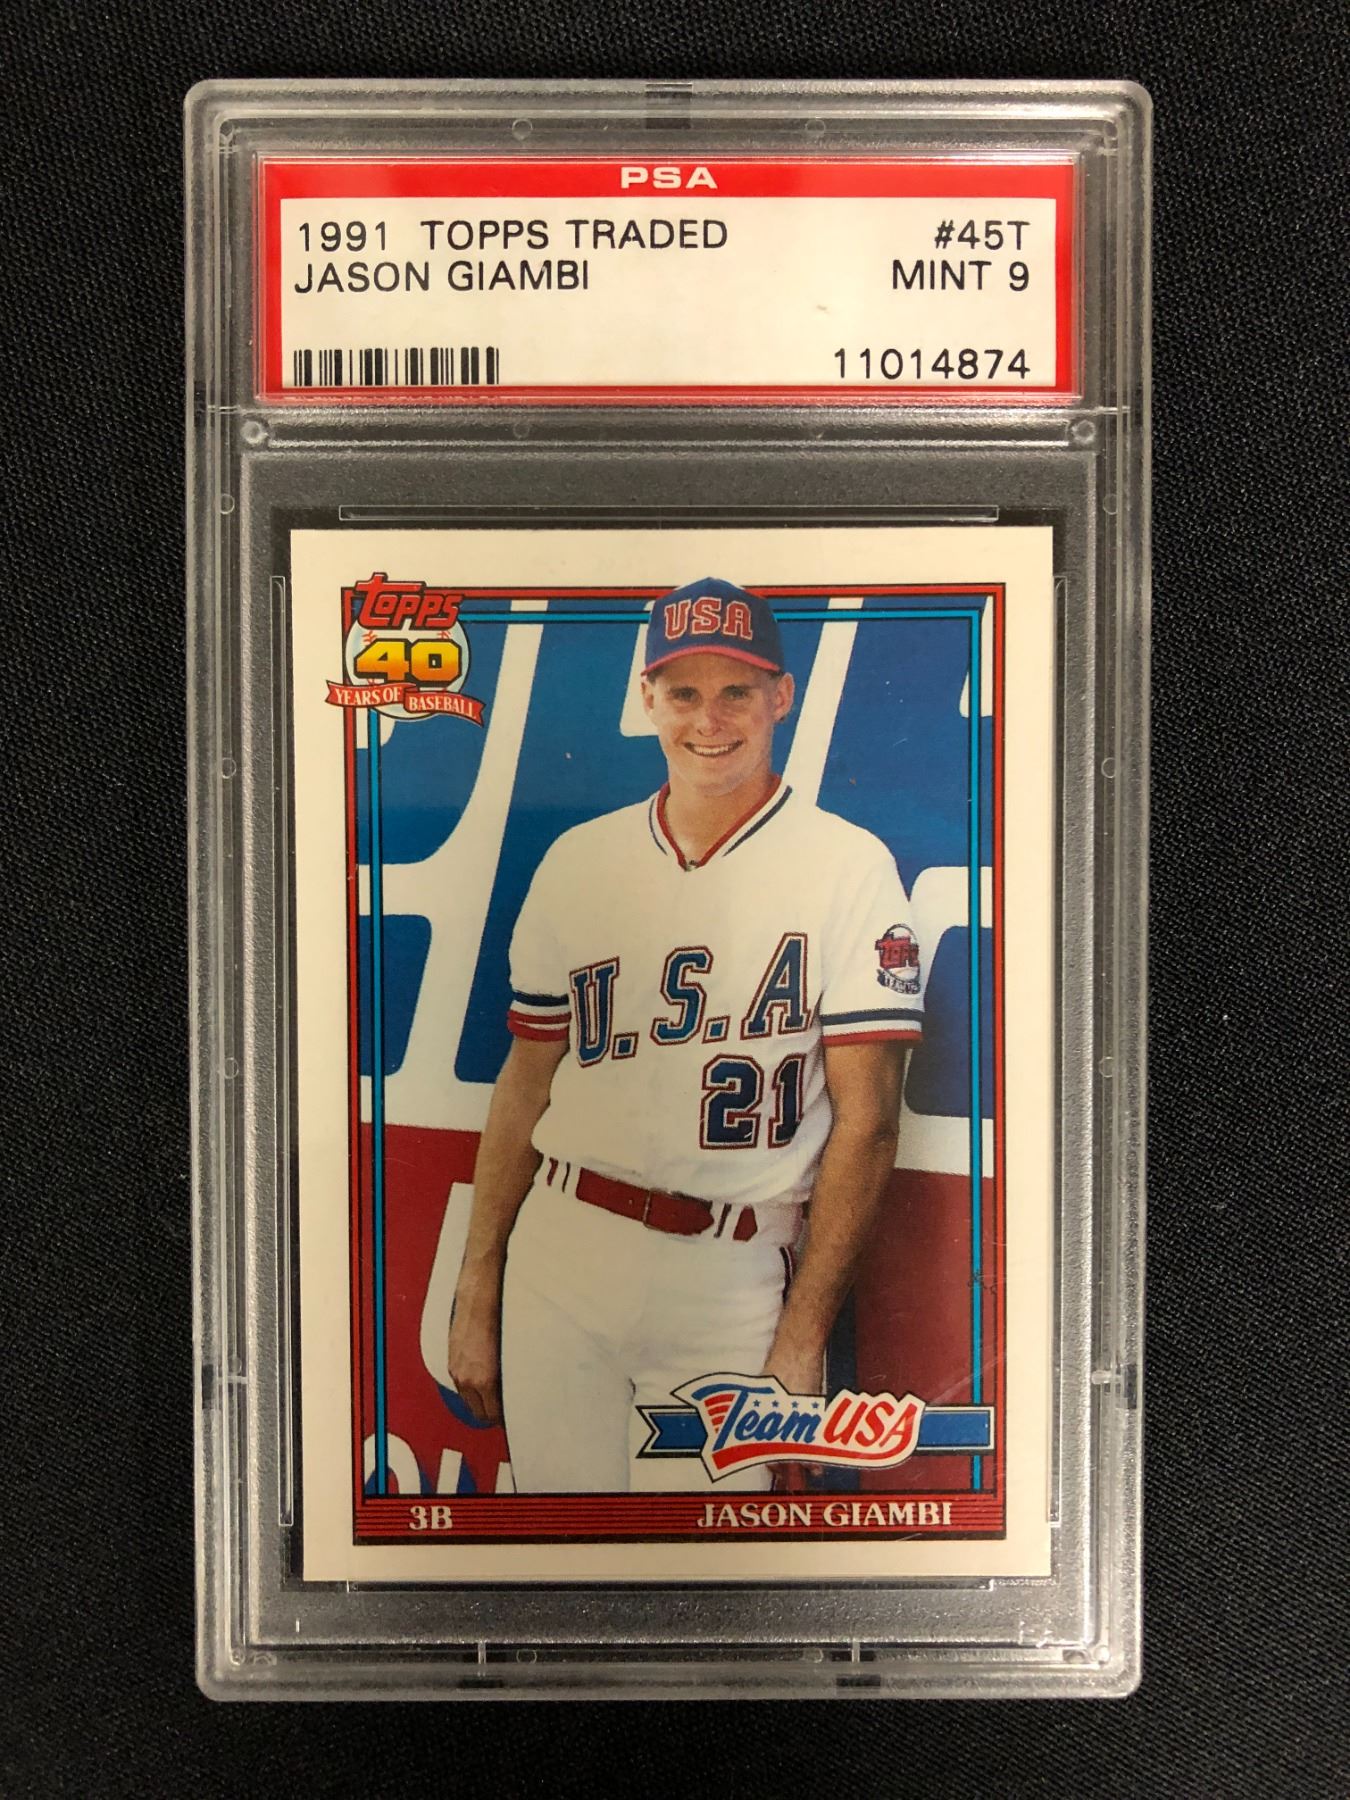 PSA
1991 TOPPS TRADED #45T
JASON GIAMBI MINT 9
11014874
TOPPS
40
YEARS OF BASEBALL
USA
TOPPS
U.S.A
21
Team USA
3B JASON GIAMBI